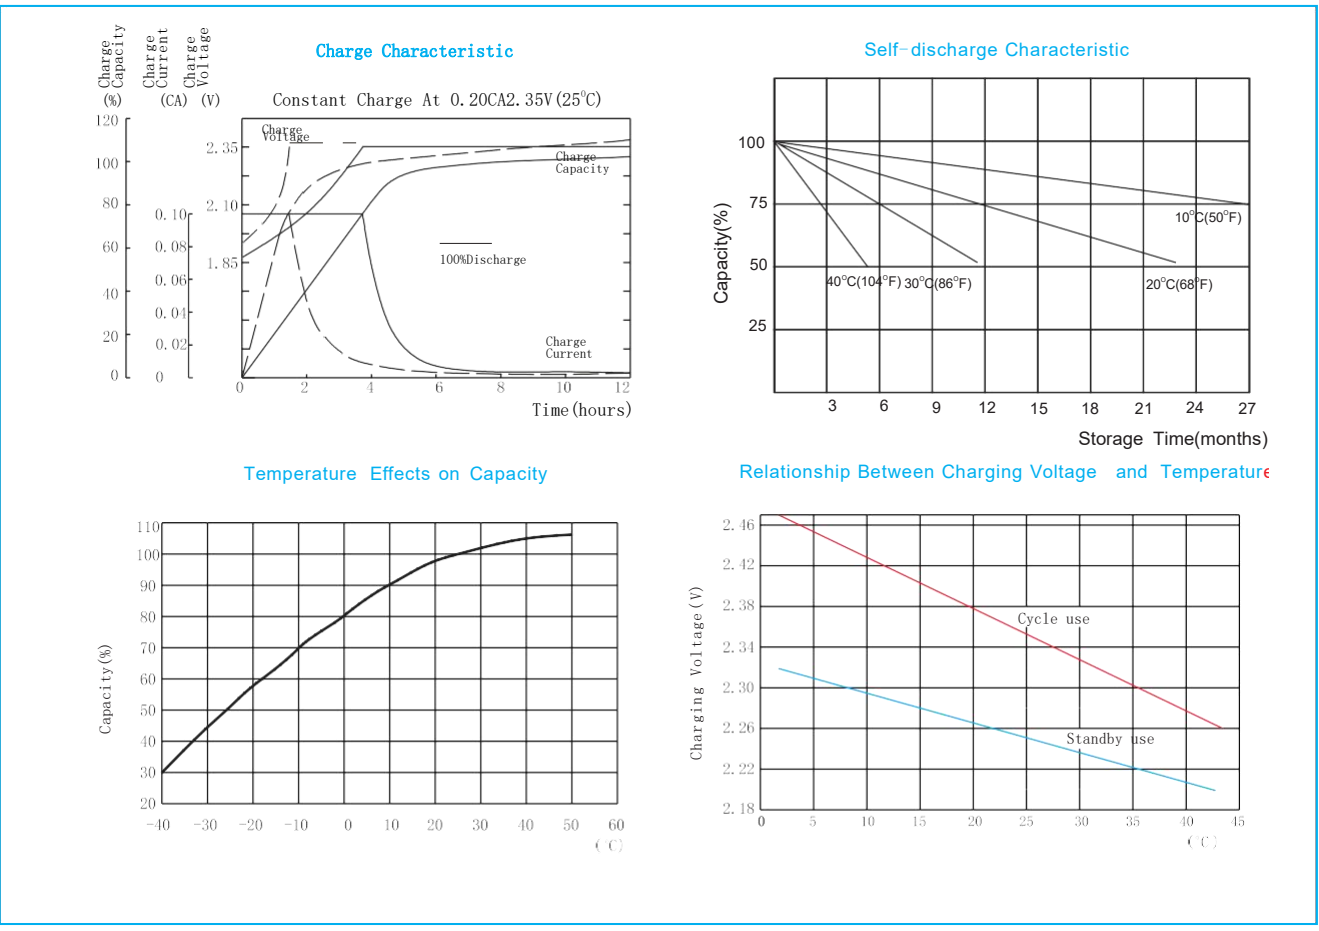 Charge Characteristic
Charge
Capacity
Charge
Current
Charge
Voltage
(%) (CA) (V)
Constant Charge At 0.20CA2.35V(25°C)
120
100
80
60
40
20
0
0.10
0.08
0.06
0.04
0.02
0
2.35
2.10
1.85
Charge
Voltage
Charge
Capacity
100%Discharge
Charge
Current
0 2 4 6 8 10 12
Time(hours)
Self-discharge Characteristic
Capacity(%)
100
75
50
25
10°C(50°F)
40°C(104°F) 30°C(86°F) 20°C(68°F)
3 6 9 12 15 18 21 24 27
Storage Time(months)
Temperature Effects on Capacity
Capacity(%)
110
100
90
80
70
60
50
40
30
20
-40 -30 -20 -10 0 10 20 30 40 50 60
(°C)
Relationship Between Charging Voltage and Temperature
Charging Voltage(V)
2.46
2.42
2.38
2.34
2.30
2.26
2.22
2.18
Cycle use
Standby use
0 5 10 15 20 25 30 35 40 45
(°C)